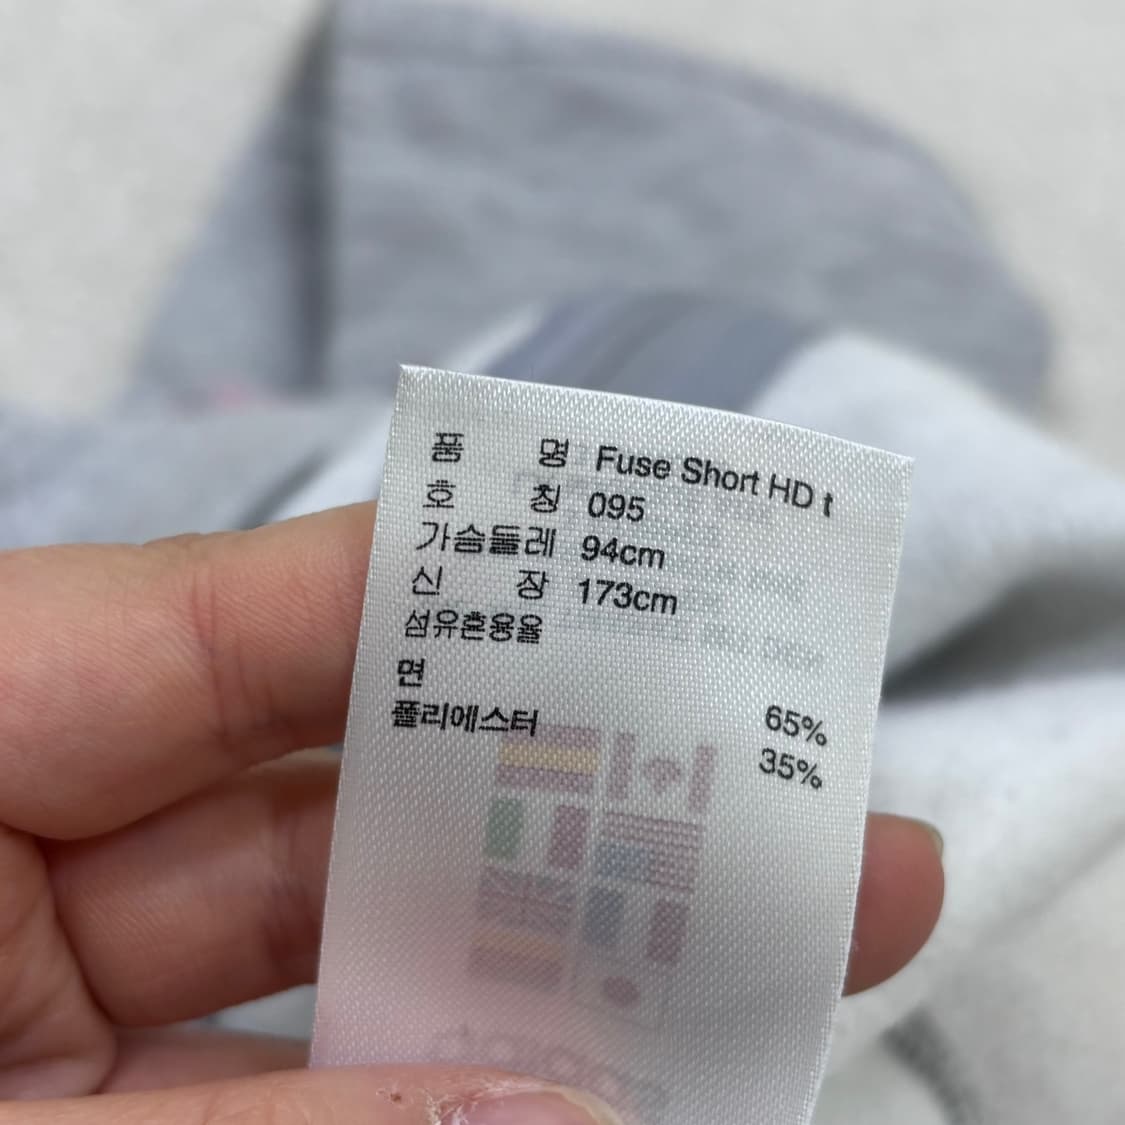 품 명 Fuse Short HD t
호 칭 095
가슴둘레 94cm
신 장 173cm
섬유혼용율
면 65%
폴리에스터 35%